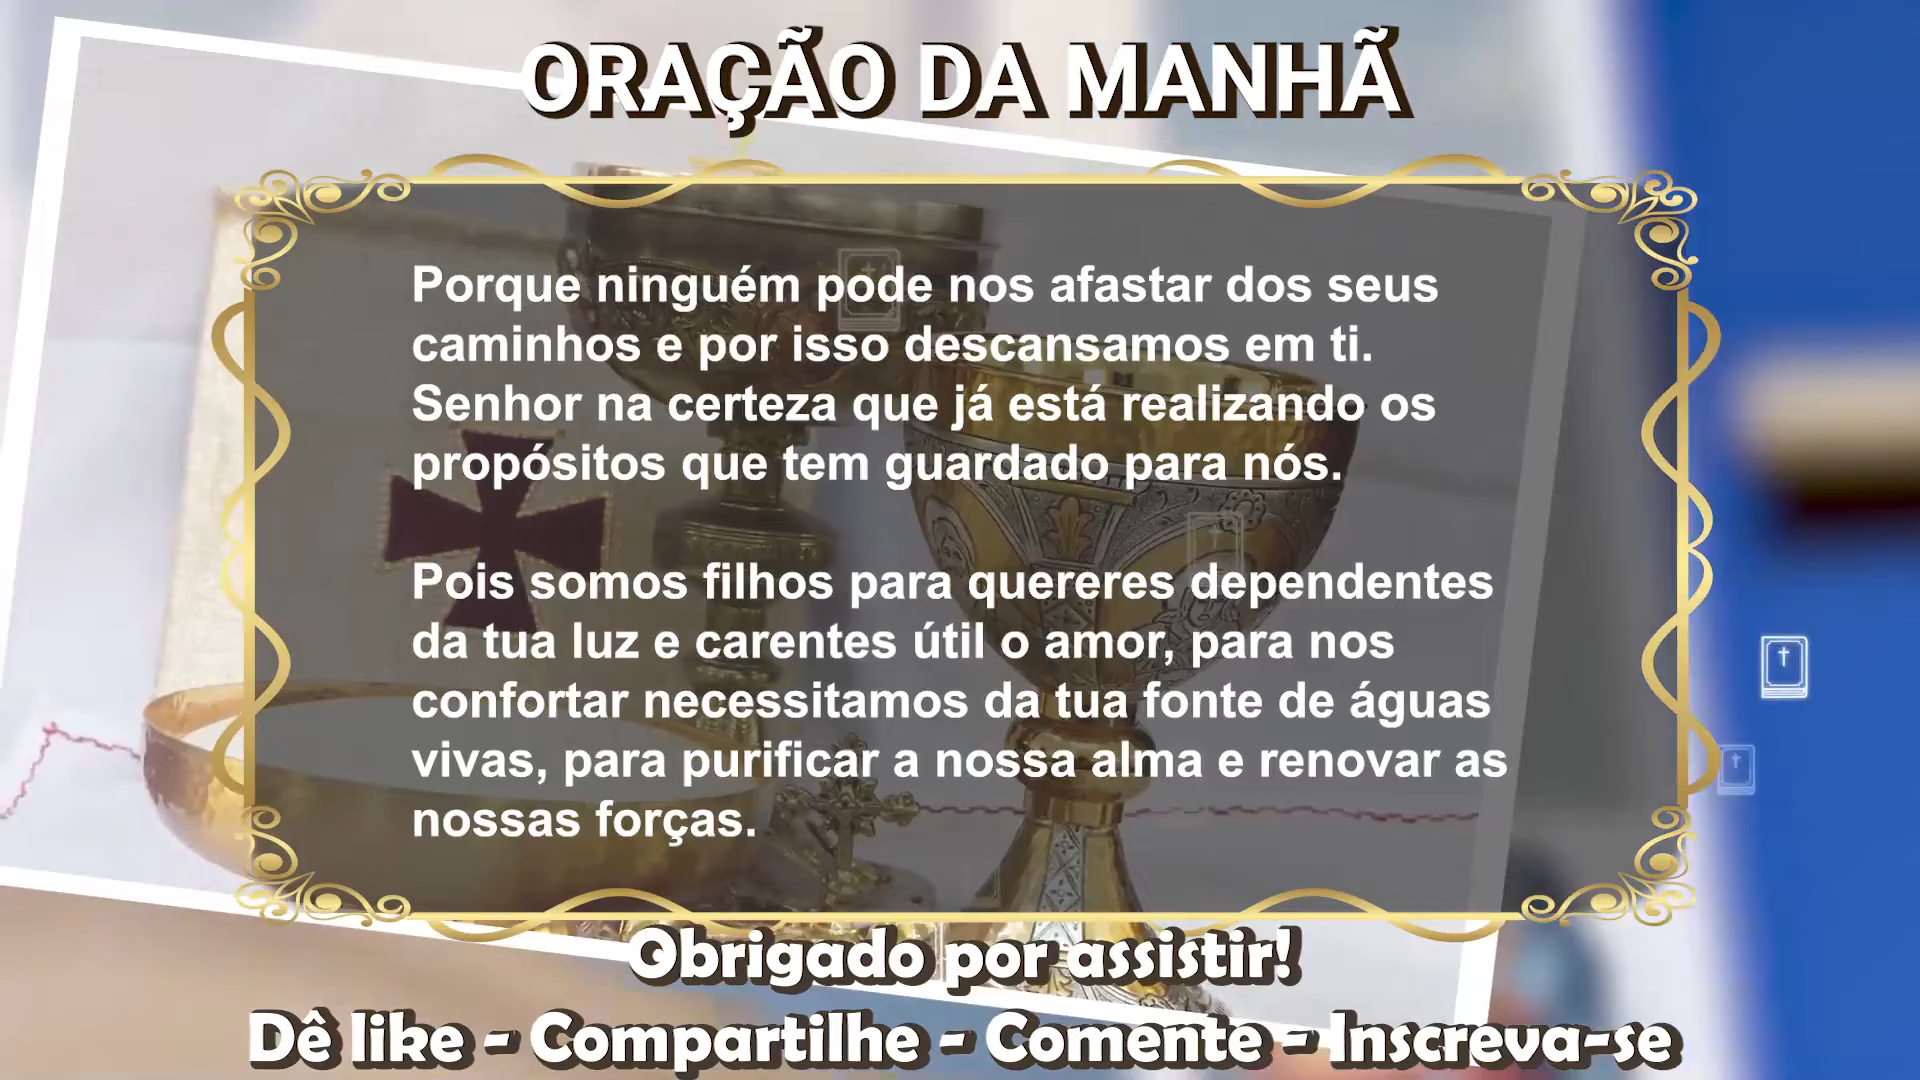 ORAÇÃO DA MANHÃ
Porque ninguém pode nos afastar dos seus
caminhos e por isso descansamos em ti.
Senhor na certeza que já está realizando os
propósitos que tem guardado para nós.
Pois somos filhos para quereres dependentes
da tua luz e carentes útil o amor, para nos
confortar necessitamos da tua fonte de águas
vivas, para purificar a nossa alma e renovar as
nossas forças.
Obrigado por assistir!
Dê like - Compartilhe - Comente - Inscreva-se